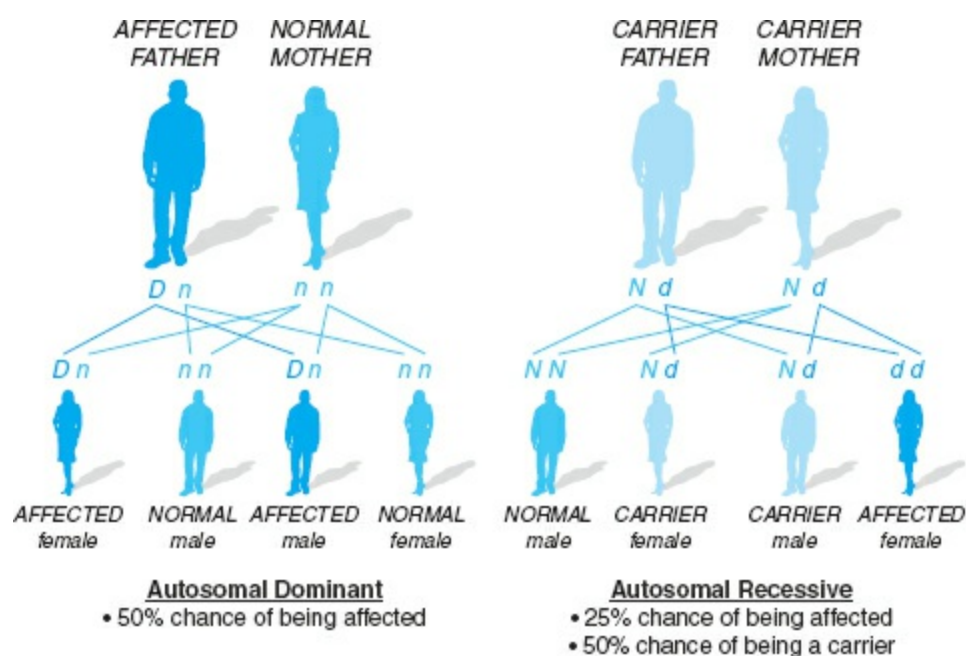 AFFECTED FATHER
NORMAL MOTHER
D n
n n
D n
n n
D n
n n
AFFECTED female
NORMAL male
AFFECTED male
NORMAL female
Autosomal Dominant
• 50% chance of being affected
CARRIER FATHER
CARRIER MOTHER
N d
N d
N N
N d
N d
d d
NORMAL male
CARRIER female
CARRIER male
AFFECTED female
Autosomal Recessive
• 25% chance of being affected
• 50% chance of being a carrier